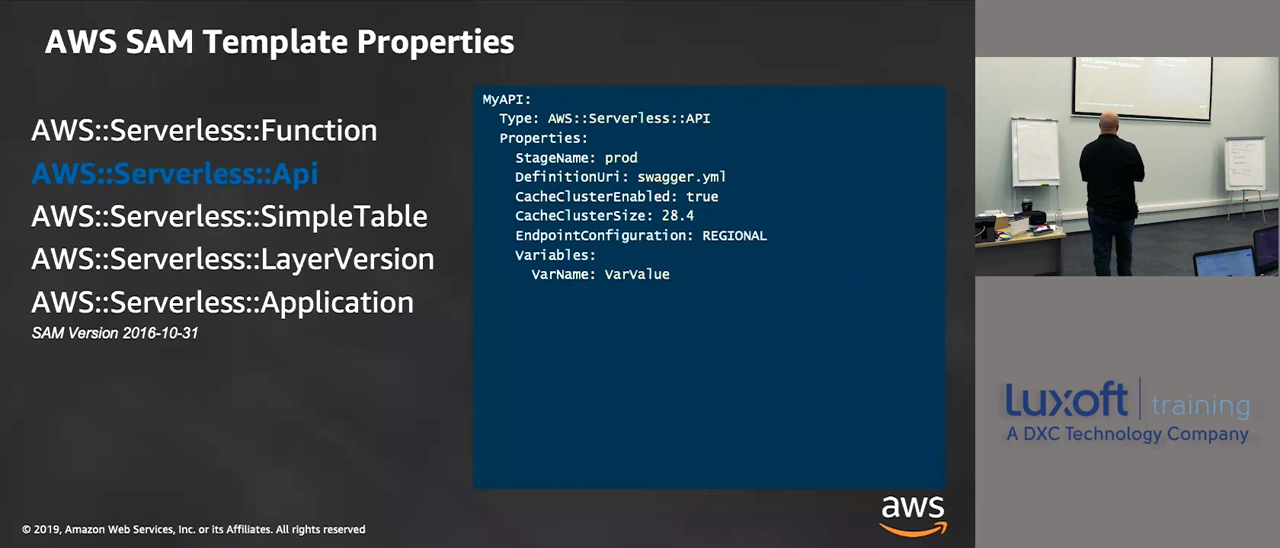 AWS SAM Template Properties
AWS::Serverless::Function
AWS::Serverless::Api
AWS::Serverless::SimpleTable
AWS::Serverless::LayerVersion
AWS::Serverless::Application
SAM Version 2016-10-31
MyAPI:
Type: AWS::Serverless::API
Properties:
StageName: prod
DefinitionUri: swagger.yml
CacheClusterEnabled: true
CacheClusterSize: 28.4
EndpointConfiguration: REGIONAL
Variables:
VarName: VarValue
© 2019, Amazon Web Services, Inc. or its Affiliates. All rights reserved
aws
luxoft training
A DXC Technology Company